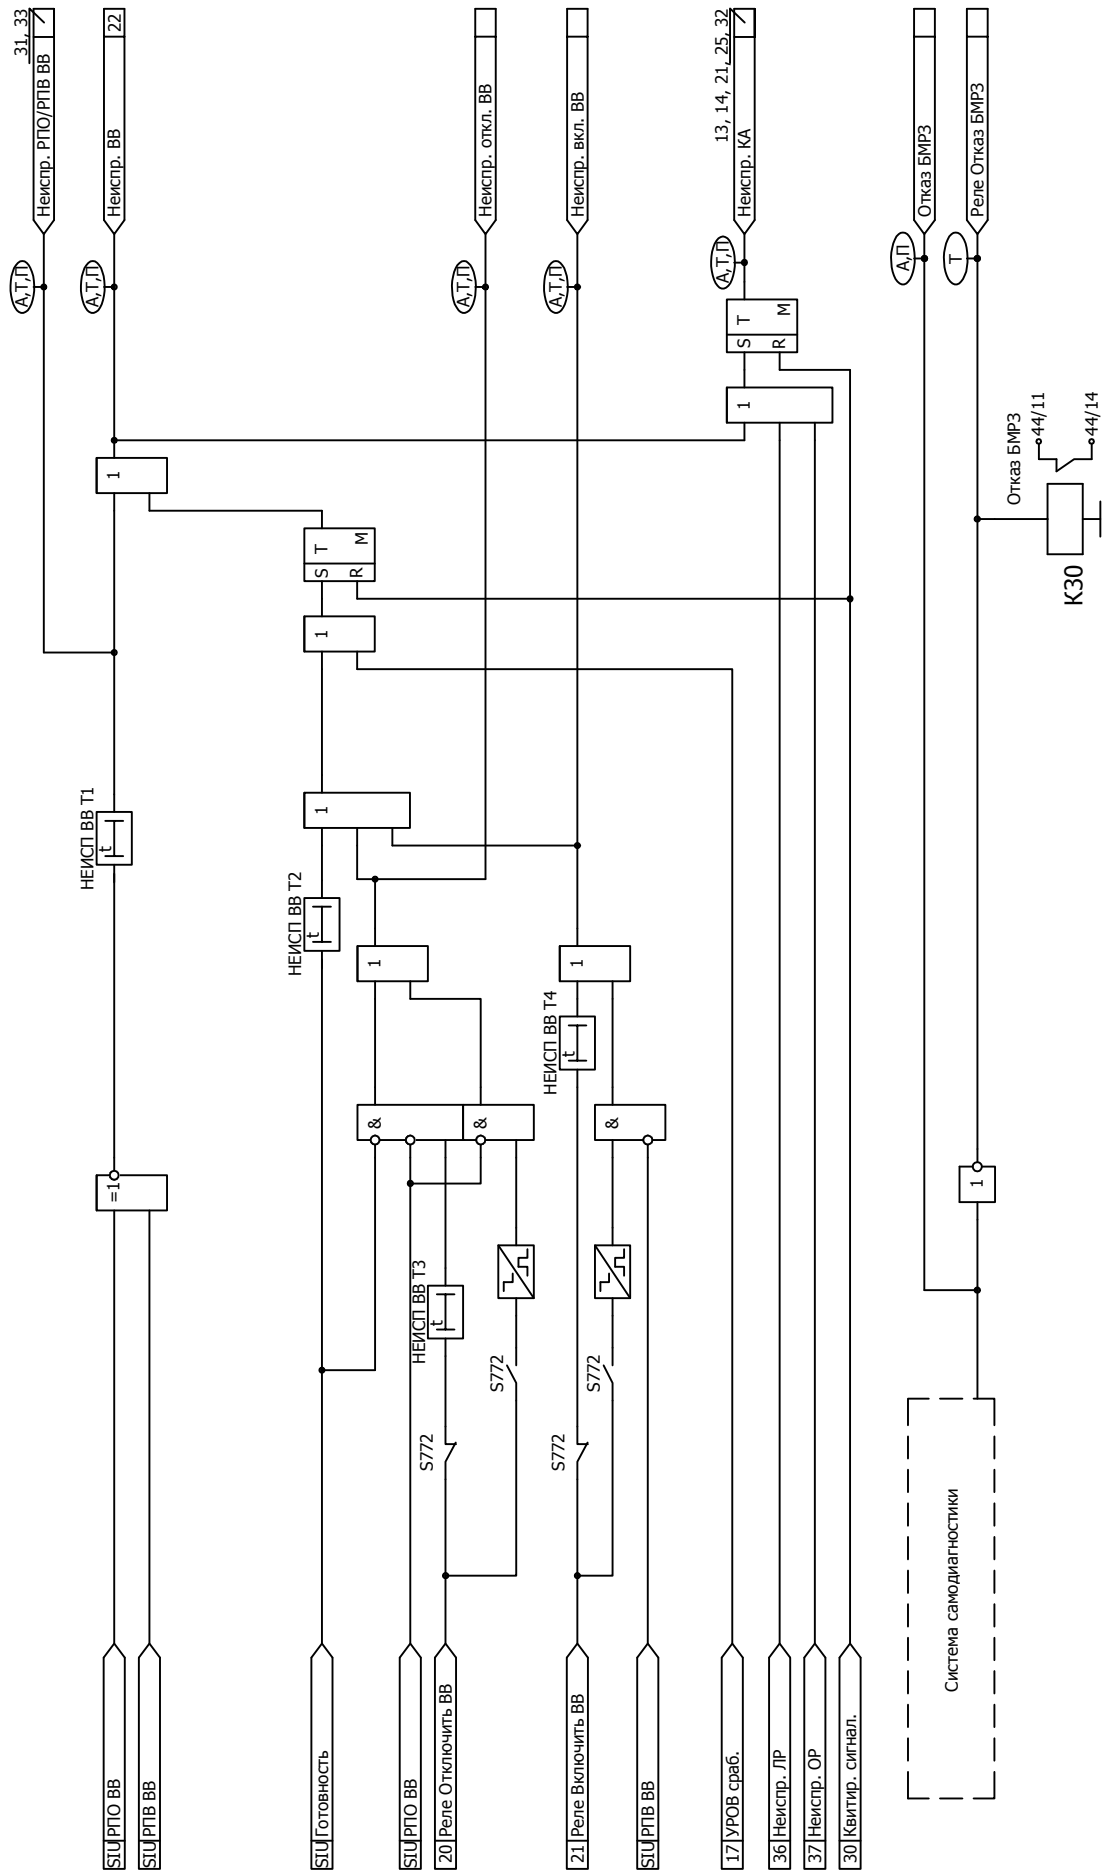 SIU РПО ВВ
SIU РПВ ВВ
SIU Готовность
SIU РПО ВВ
20 Реле Отключить ВВ
21 Реле Включить ВВ
SIU РПВ ВВ
17 УРОВ сраб.
36 Неиспр. ЛР
37 Неиспр. ОР
30 Квитир. сигнал.
Система самодиагностики
=1
НЕИСП ВВ Т1
t
НЕИСП ВВ Т2
t
S772
S772
НЕИСП ВВ Т3
t
&
&
1
S772
S772
НЕИСП ВВ Т4
t
&
1
1
1
S T
R M
1
1
S T
R M
1
Отказ БМРЗ
44/11
44/14
К30
А,Т,П
Неиспр. РПО/РПВ ВВ
31, 33
А,Т,П
Неиспр. ВВ
22
А,Т,П
Неиспр. откл. ВВ
А,Т,П
Неиспр. вкл. ВВ
А,Т,П
Неиспр. КА
13, 14, 21, 25, 32
А,П
Отказ БМРЗ
Т
Реле Отказ БМРЗ